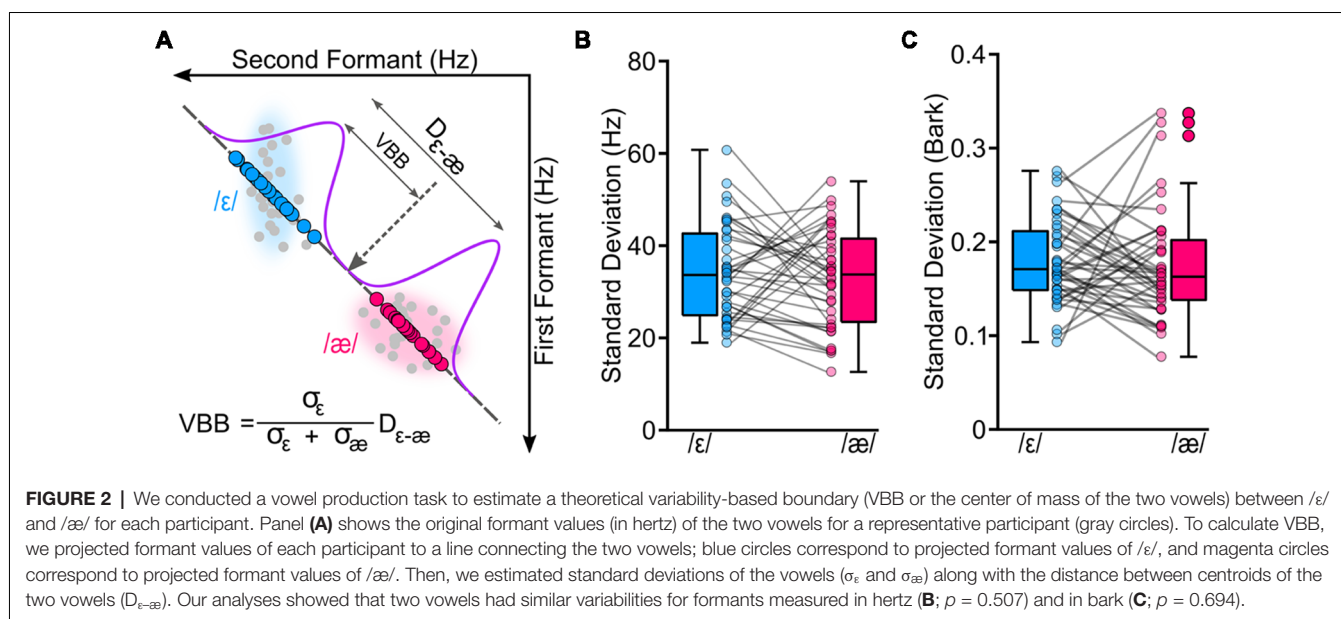 A
Second Formant (Hz)
First Formant (Hz)
D ε-æ
VBB
/ε/
/æ/
VBB = σε / (σε + σæ) Dε-æ
B
Standard Deviation (Hz)
80
60
40
20
0
/ε/
/æ/
C
Standard Deviation (Bark)
0.4
0.3
0.2
0.1
0
/ε/
/æ/
FIGURE 2 | We conducted a vowel production task to estimate a theoretical variability-based boundary (VBB or the center of mass of the two vowels) between /ε/
and /æ/ for each participant. Panel (A) shows the original formant values (in hertz) of the two vowels for a representative participant (gray circles). To calculate VBB,
we projected formant values of each participant to a line connecting the two vowels; blue circles correspond to projected formant values of /ε/, and magenta circles
correspond to projected formant values of /æ/. Then, we estimated standard deviations of the vowels (σε and σæ) along with the distance between centroids of the
two vowels (Dε–æ). Our analyses showed that two vowels had similar variabilities for formants measured in hertz (B; p = 0.507) and in bark (C; p = 0.694).